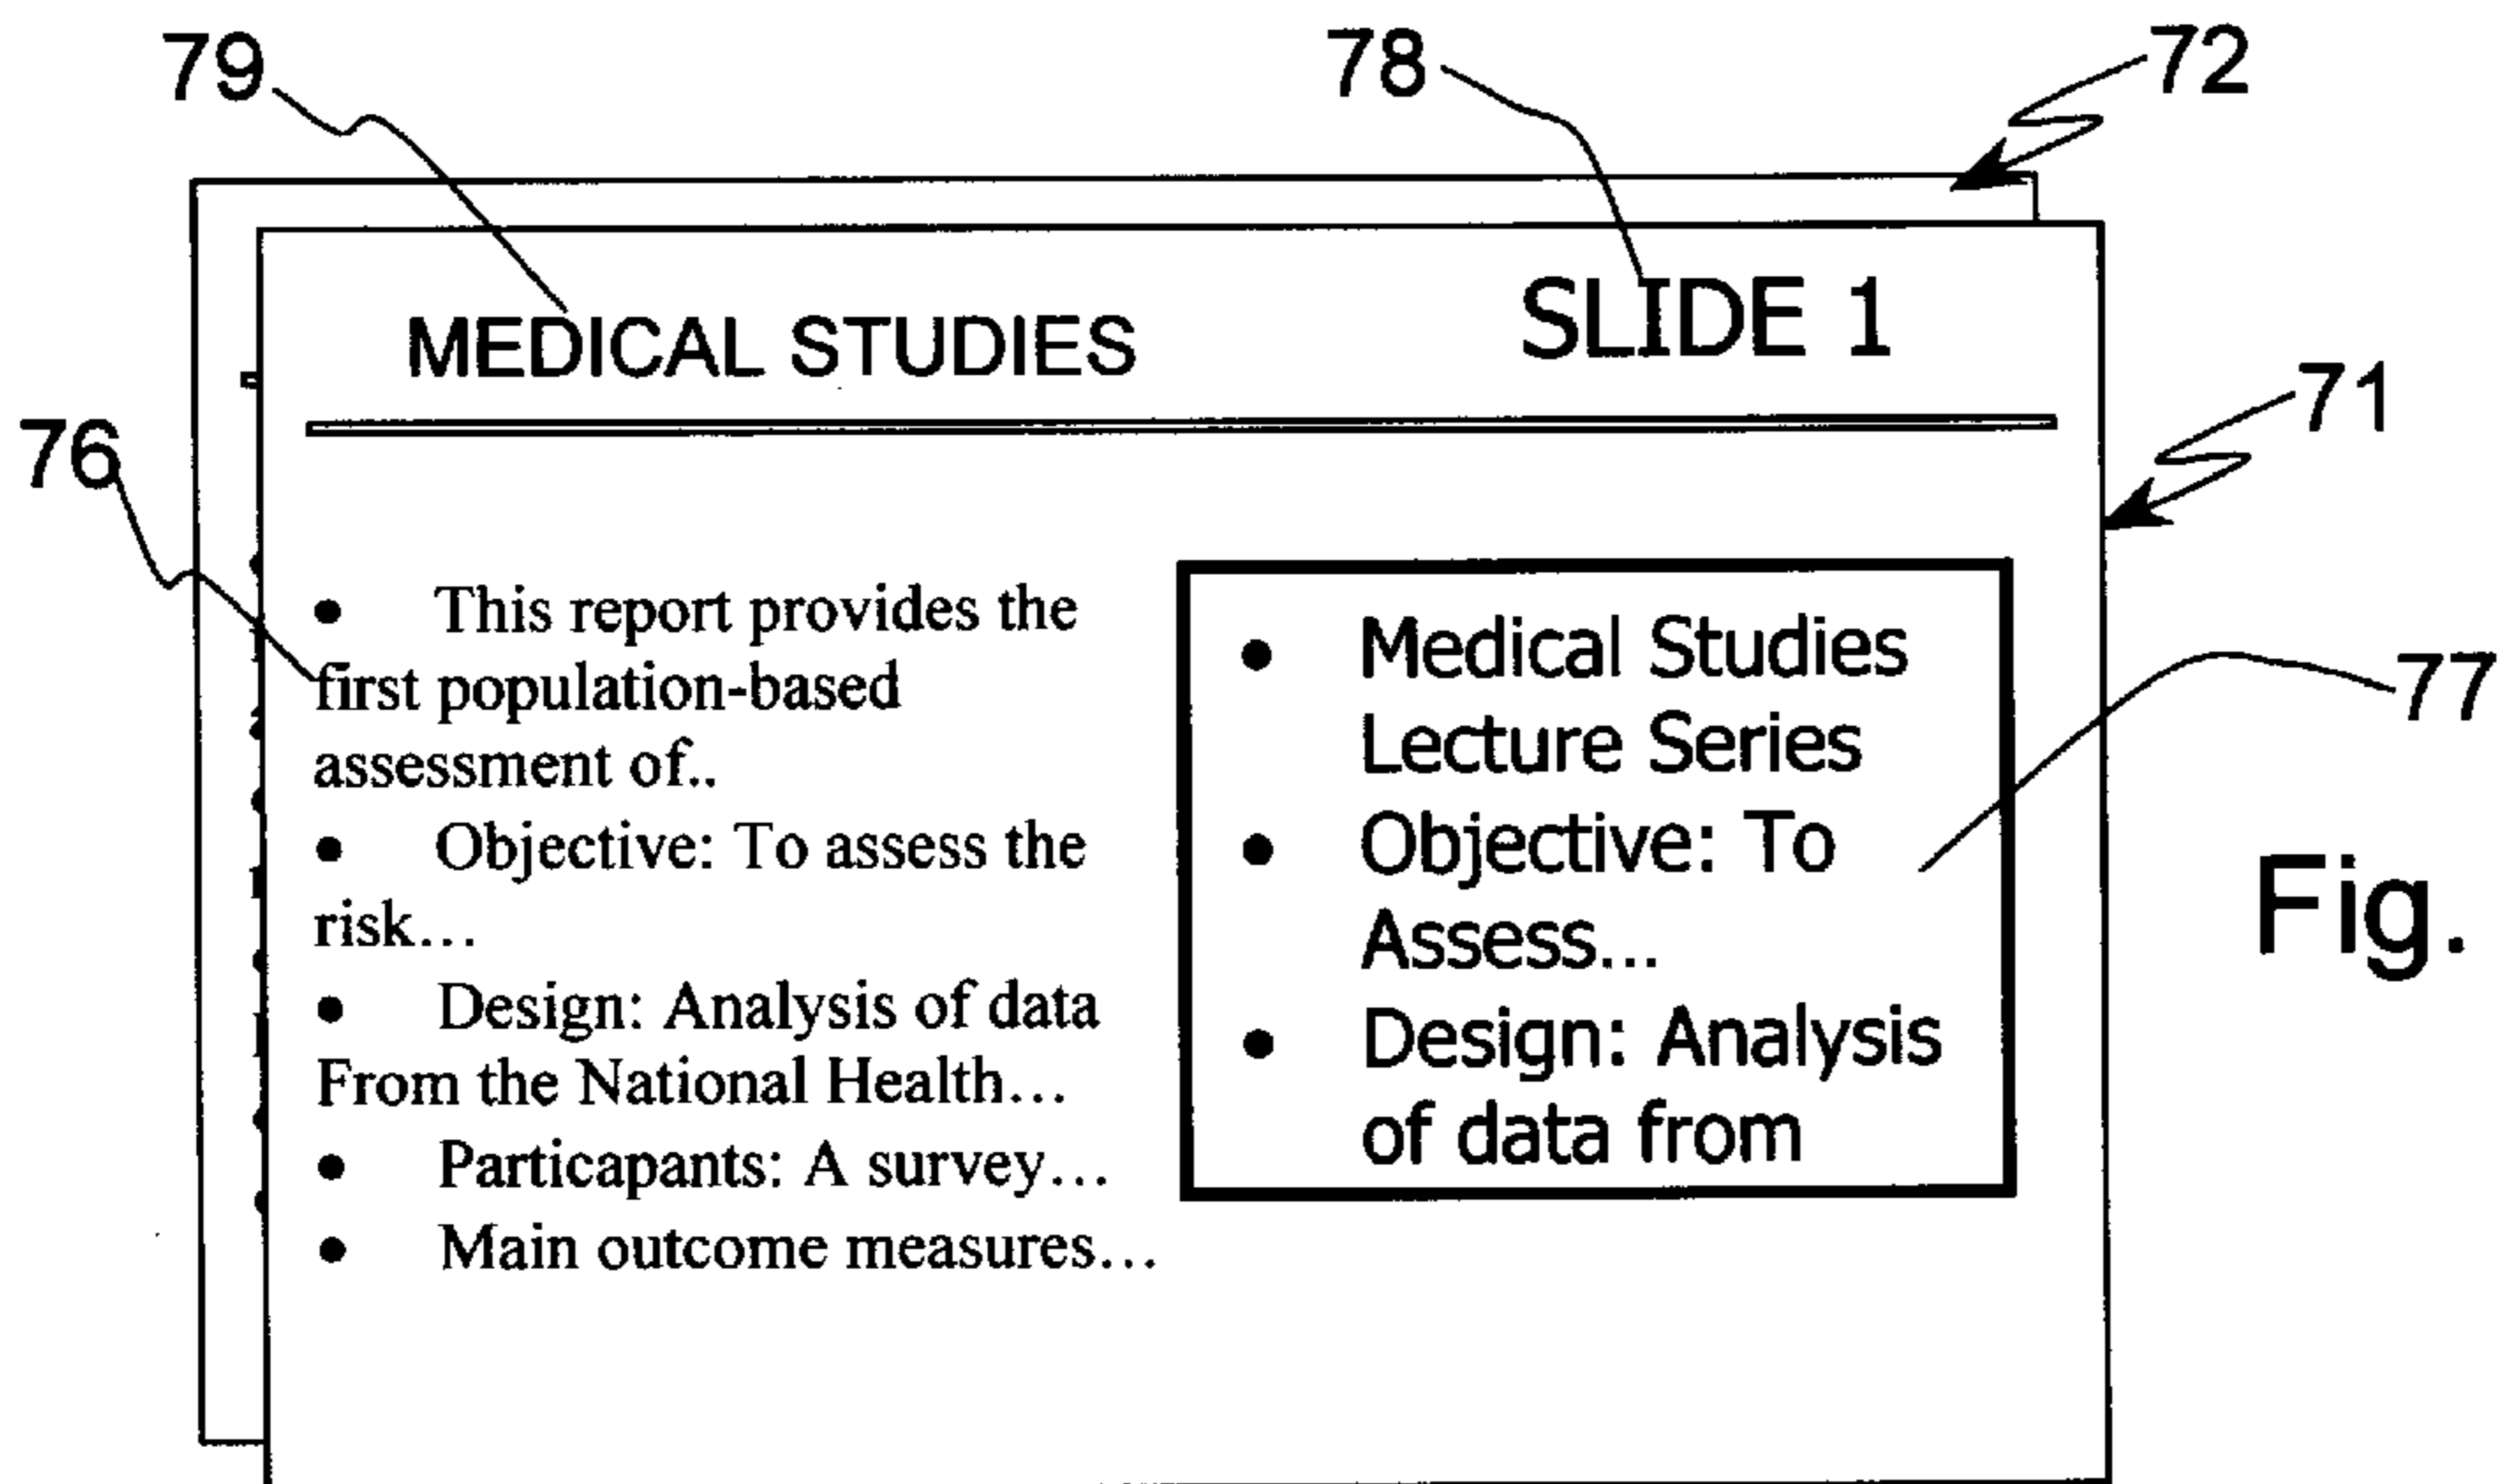 79
78
72
MEDICAL STUDIES
SLIDE 1
71
76
• This report provides the
first population-based
assessment of..
• Objective: To assess the
risk...
• Design: Analysis of data
From the National Health...
• Particapants: A survey...
• Main outcome measures...
• Medical Studies
Lecture Series
• Objective: To
Assess...
• Design: Analysis
of data from
77
Fig.